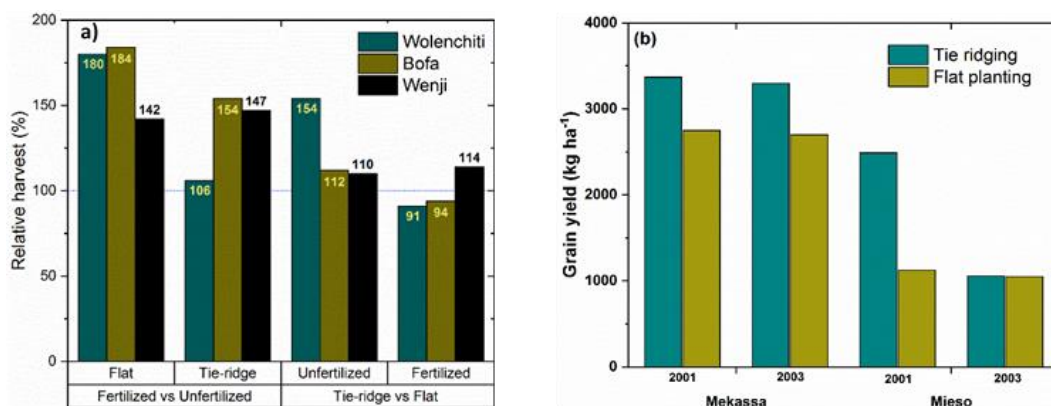 a)
Wolenchiti
Bofa
Wenji
Relative harvest (%)
200
150
100
50
0
180
184
142
106
154
147
154
112
110
91
94
114
Flat
Tie-ridge
Unfertilized
Fertilized
Fertilized vs Unfertilized
Tie-ridge vs Flat
(b)
Tie ridging
Flat planting
Grain yield (kg ha⁻¹)
4000
3000
2000
1000
0
2001
2003
2001
2003
Mekassa
Mieso